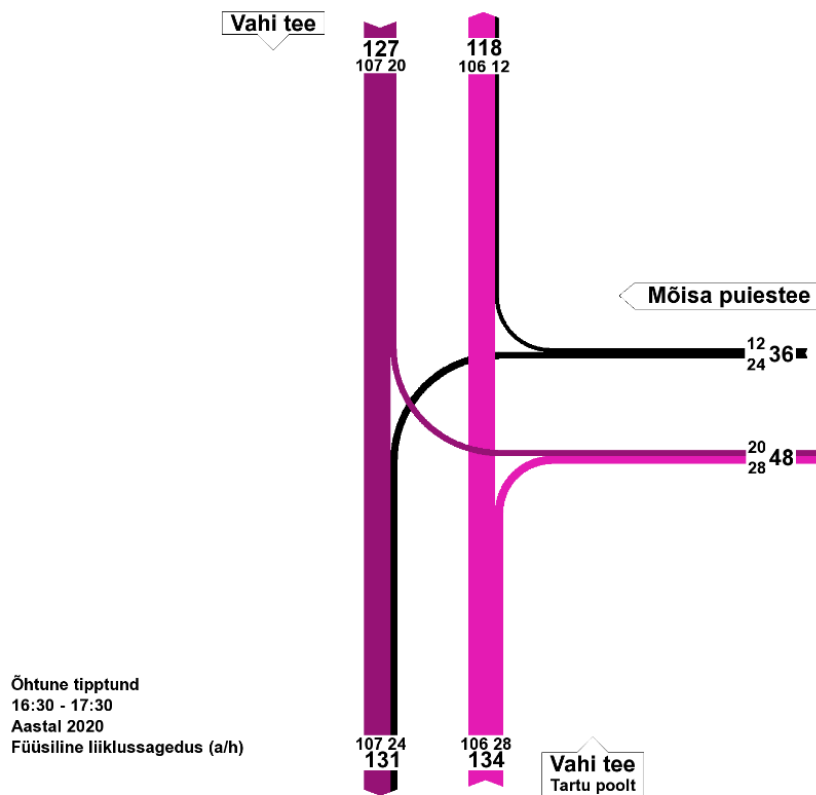 Vahi tee
127
107 20
118
106 12
Mõisa puiestee
12
24
36
20
28
48
Õhtune tipptund
16:30 - 17:30
Aastal 2020
Füüsiline liiklussagedus (a/h)
107 24
131
106 28
134
Vahi tee
Tartu poolt